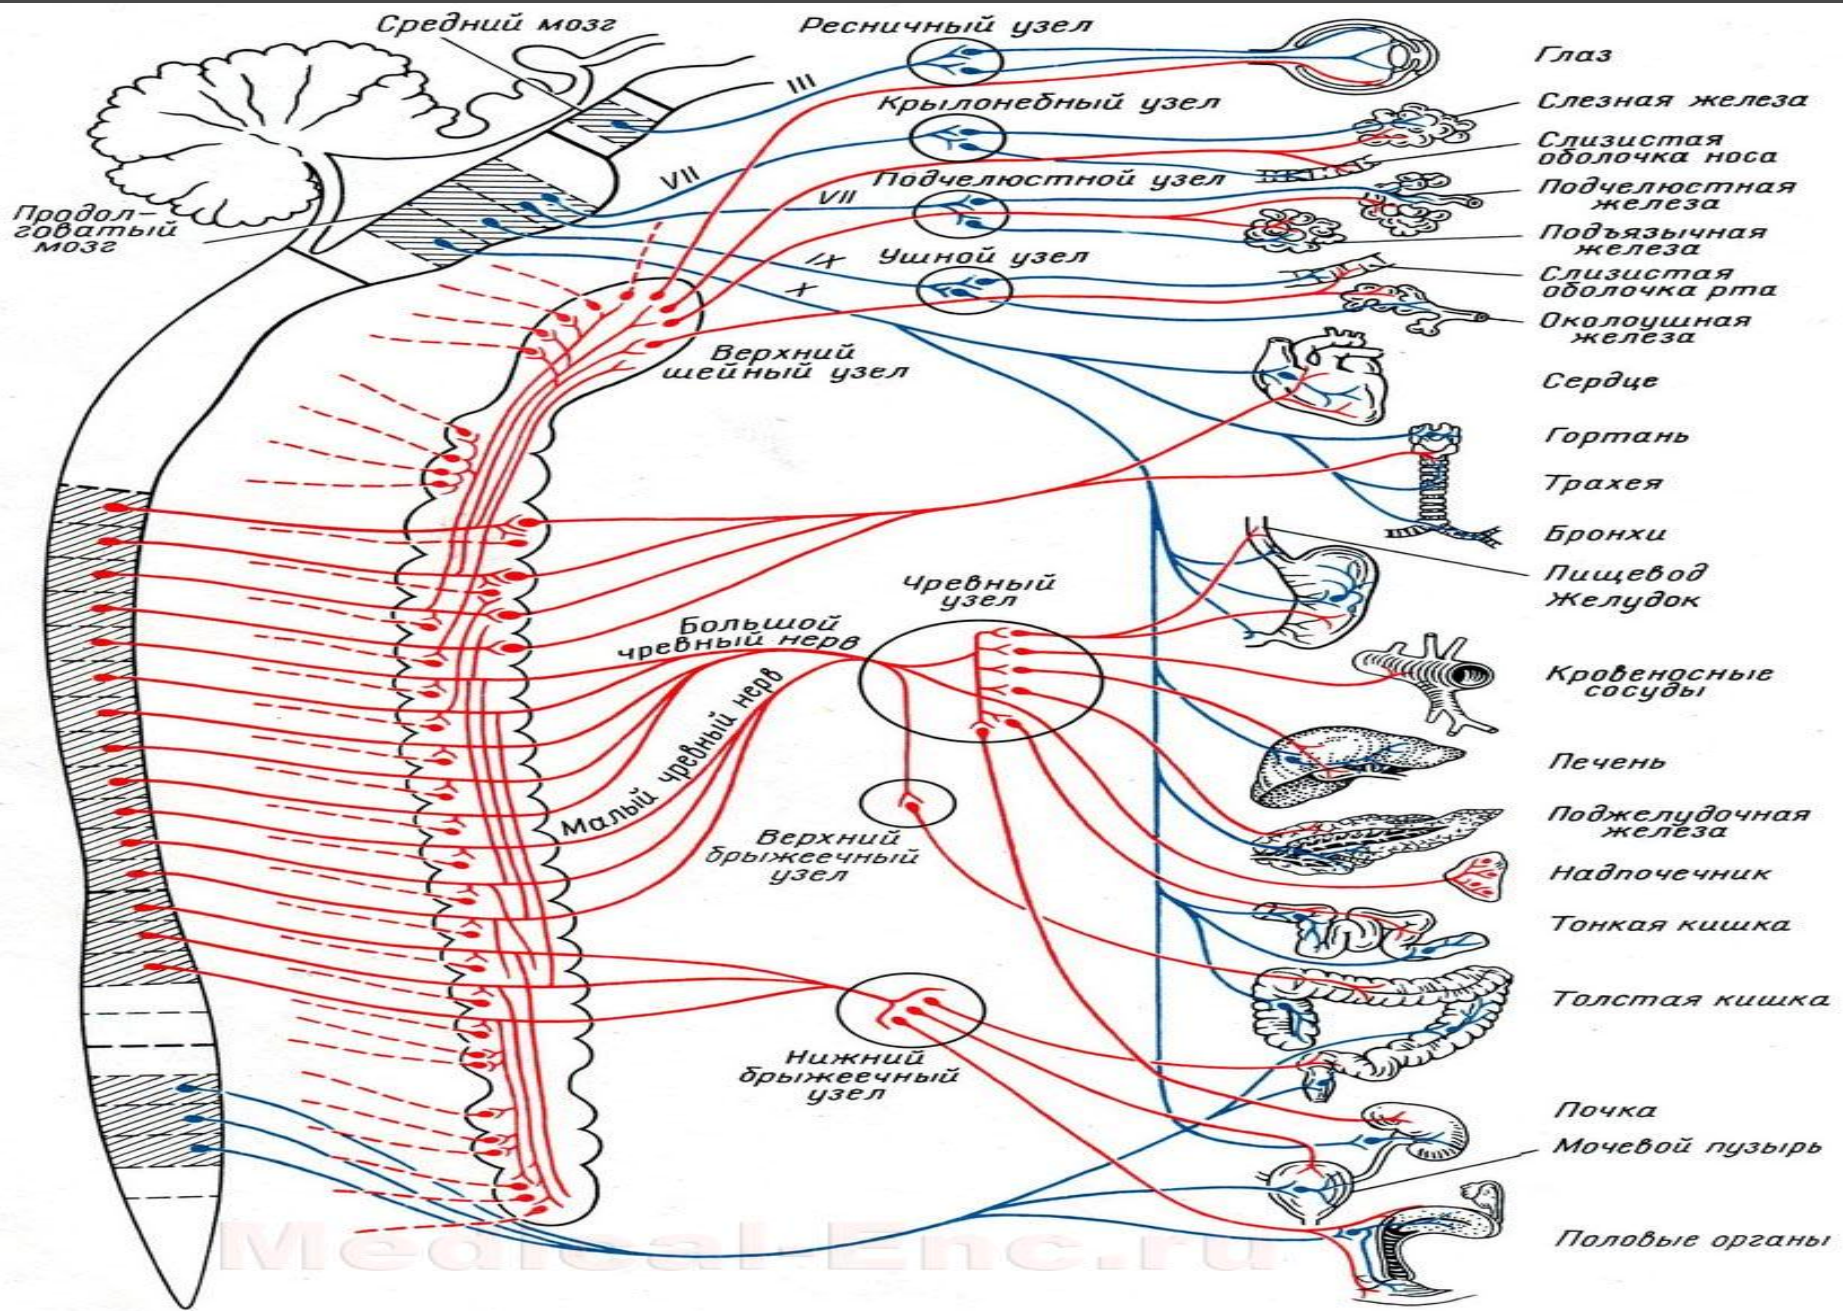 Средний мозг
Продол-
говатый
мозг
III
VII
VII
IX
X
Ресничный узел
Крылонебный узел
Подчелюстной узел
Ушной узел
Верхний
шейный узел
Большой
чревный нерв
Малый чревный нерв
Чревный
узел
Верхний
брыжеечный
узел
Нижний
брыжеечный
узел
Глаз
Слезная железа
Слизистая
оболочка носа
Подчелюстная
железа
Подъязычная
железа
Слизистая
оболочка рта
Околоушная
железа
Сердце
Гортань
Трахея
Бронхи
Пищевод
Желудок
Кровеносные
сосуды
Печень
Поджелудочная
железа
Надпочечник
Тонкая кишка
Толстая кишка
Почка
Мочевой пузырь
Половые органы
Medical-Enc.ru